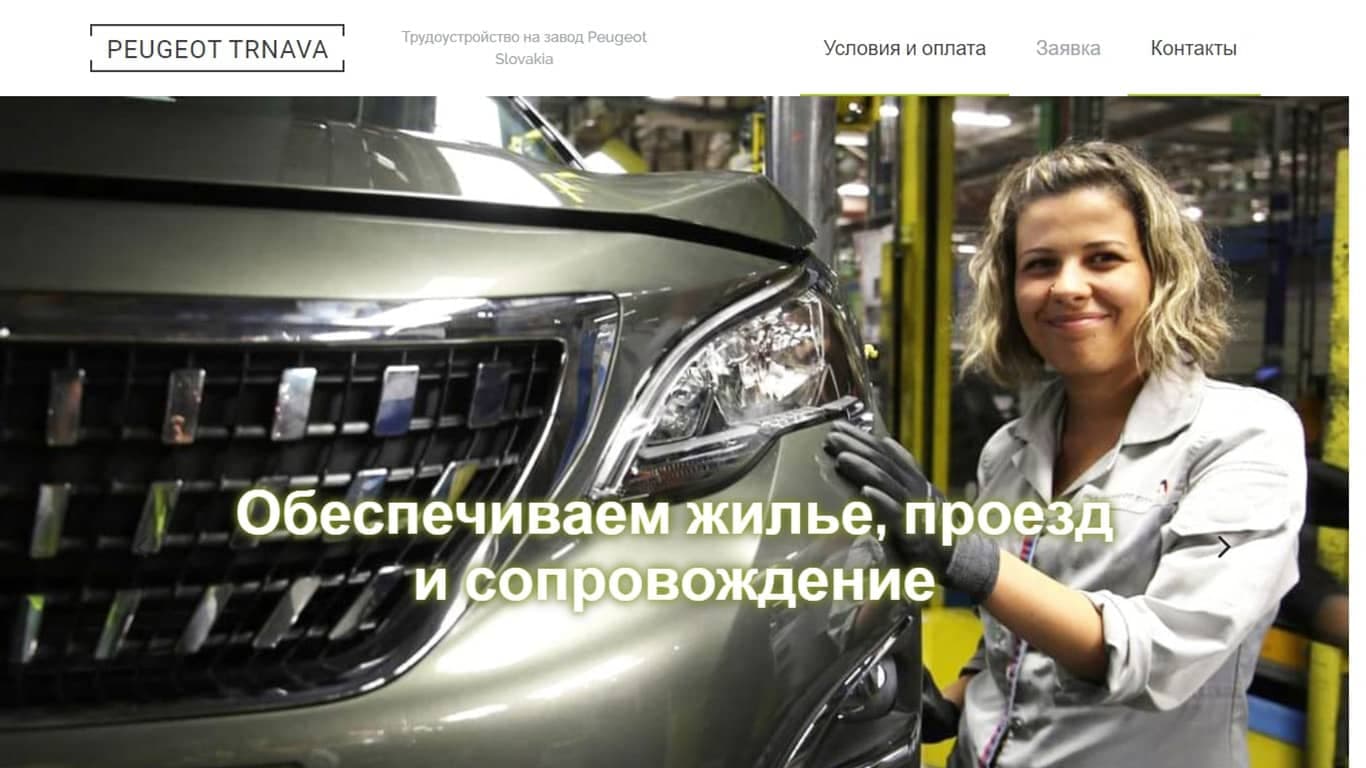 PEUGEOT TRNAVA
Трудоустройство на завод Peugeot
Slovakia
Условия и оплата
Заявка
Контакты
Обеспечиваем жилье, проезд
и сопровождение